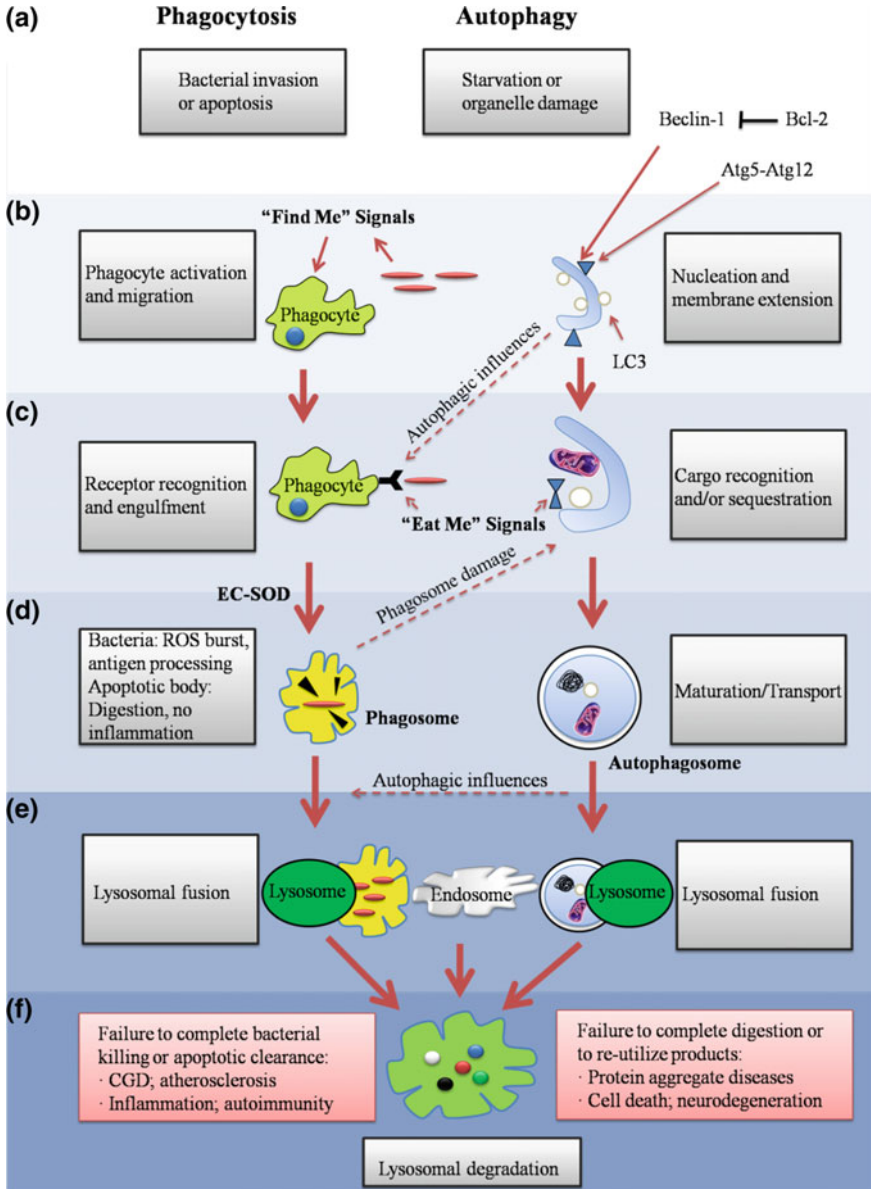 (a)
Phagocytosis
Autophagy
Bacterial invasion
or apoptosis
Starvation or
organelle damage
Beclin-1
Bcl-2
Atg5-Atg12
(b)
"Find Me" Signals
Phagocyte activation
and migration
Phagocyte
Nucleation and
membrane extension
LC3
Autophagic influences
(c)
Receptor recognition
and engulfment
Phagocyte
"Eat Me" Signals
Cargo recognition
and/or sequestration
EC-SOD
Phagosome damage
(d)
Bacteria: ROS burst,
antigen processing
Apoptotic body:
Digestion, no
inflammation
Phagosome
Maturation/Transport
Autophagosome
Autophagic influences
(e)
Lysosomal fusion
Lysosome
Endosome
Lysosome
Lysosomal fusion
(f)
Failure to complete bacterial
killing or apoptotic clearance:
· CGD; atherosclerosis
· Inflammation; autoimmunity
Failure to complete digestion or
to re-utilize products:
· Protein aggregate diseases
· Cell death; neurodegeneration
Lysosomal degradation